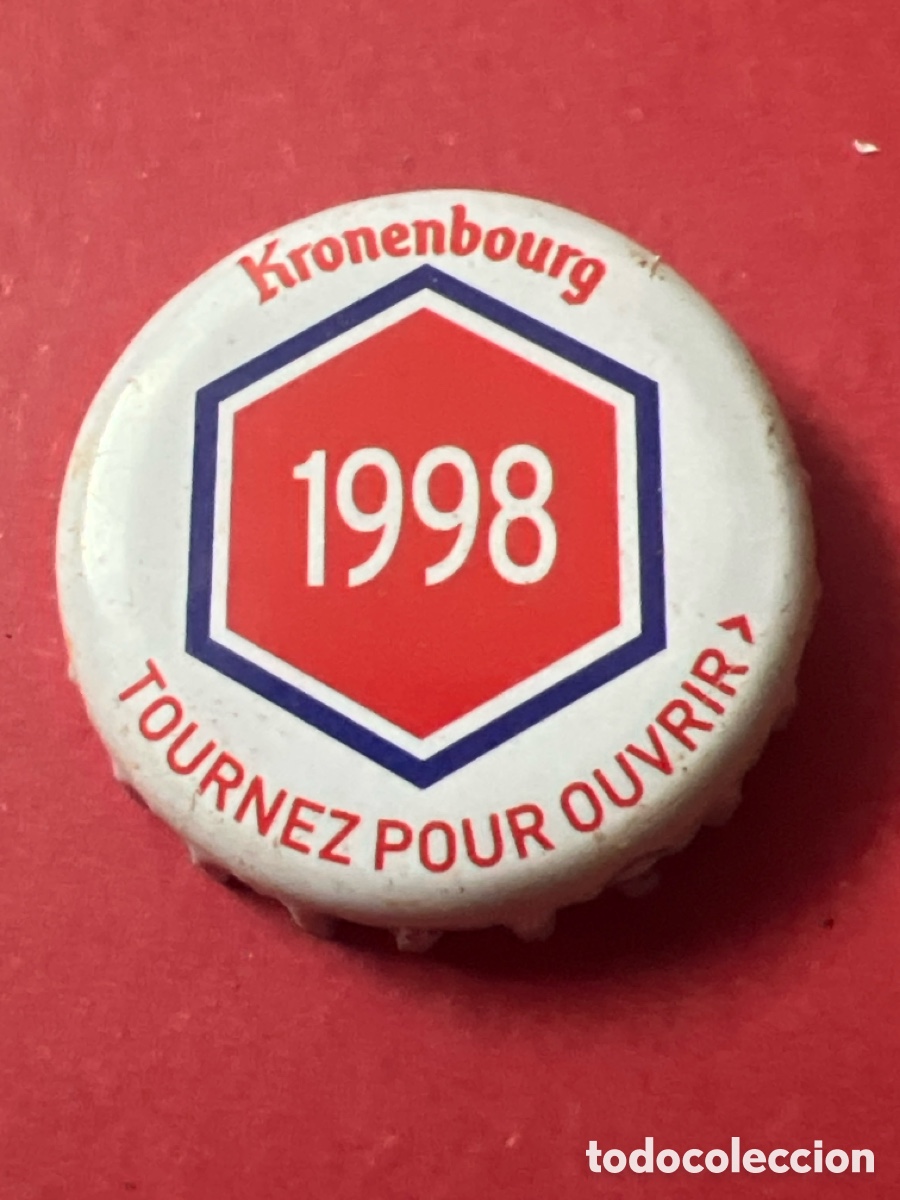 Kronenbourg
1998
TOURNEZ POUR OUVRIR >
todocoleccion